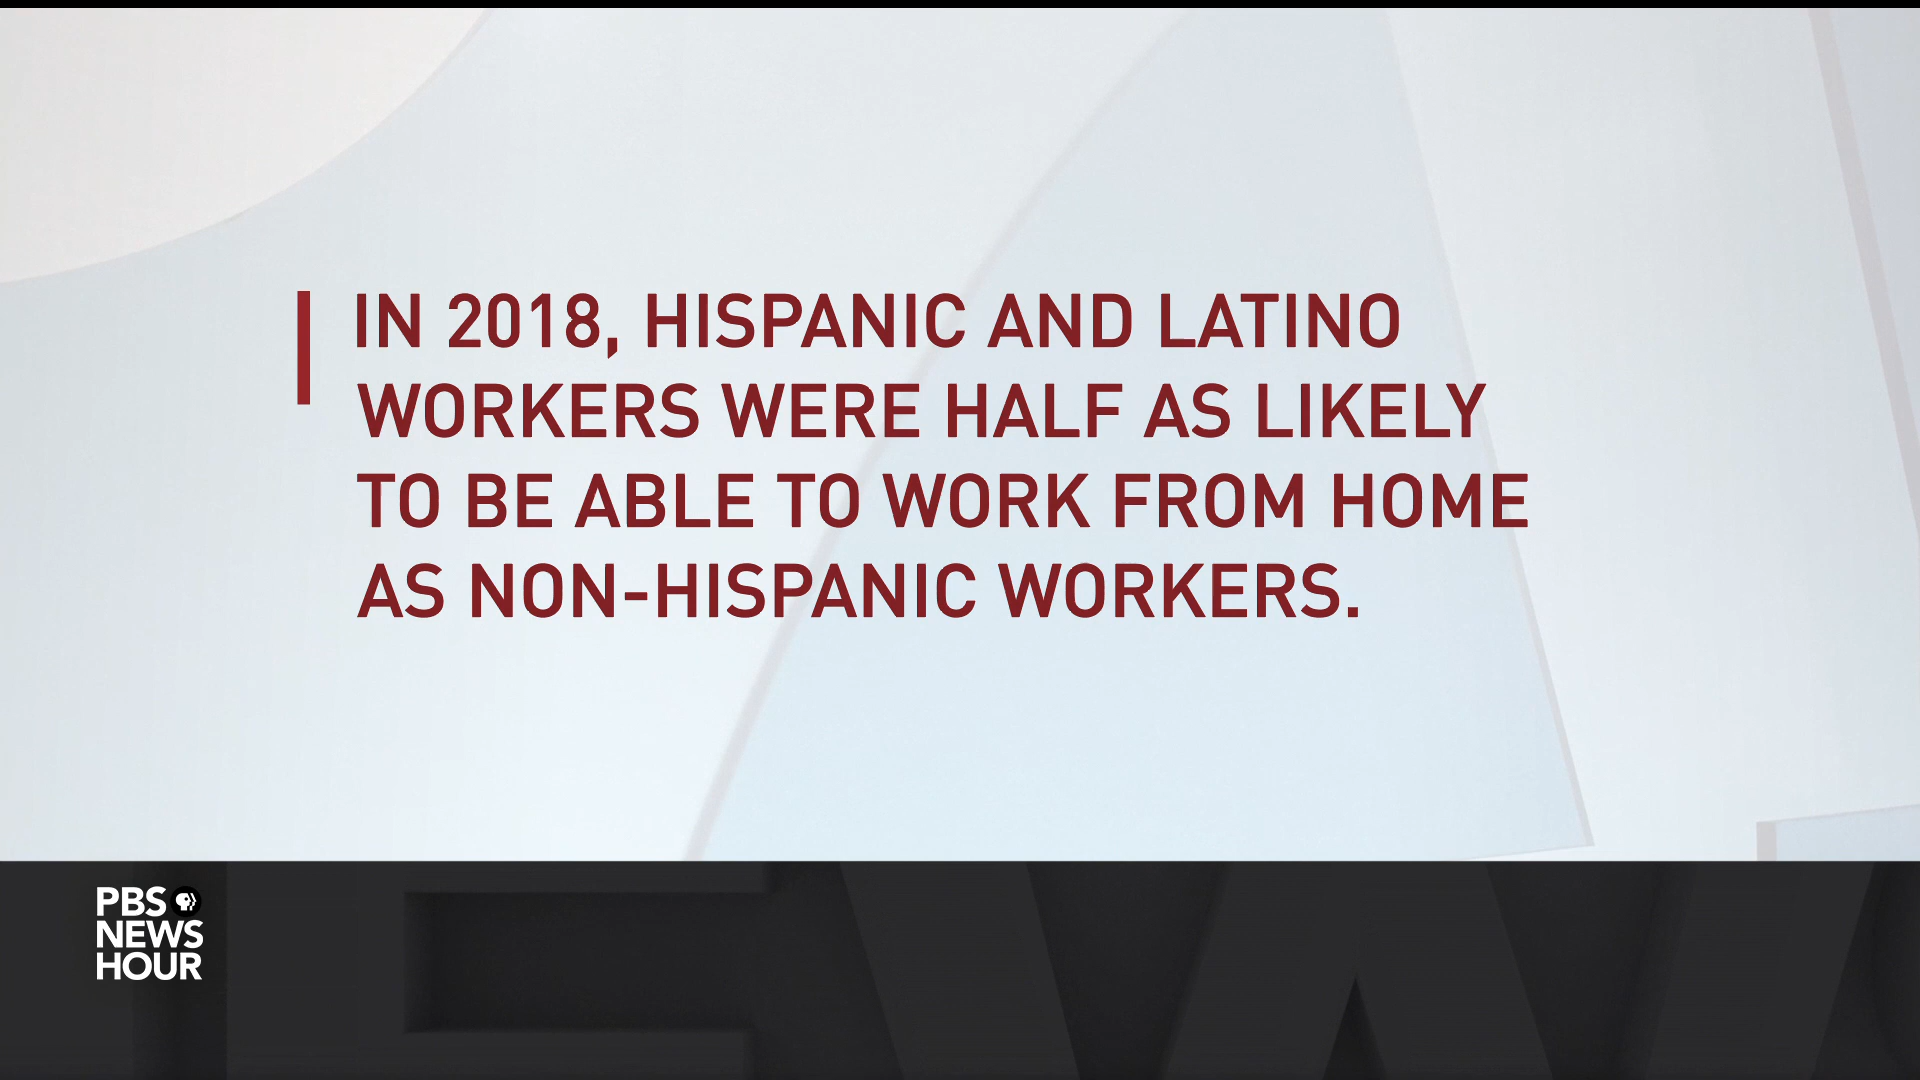 IN 2018, HISPANIC AND LATINO
WORKERS WERE HALF AS LIKELY
TO BE ABLE TO WORK FROM HOME
AS NON-HISPANIC WORKERS.
PBS
NEWS
HOUR